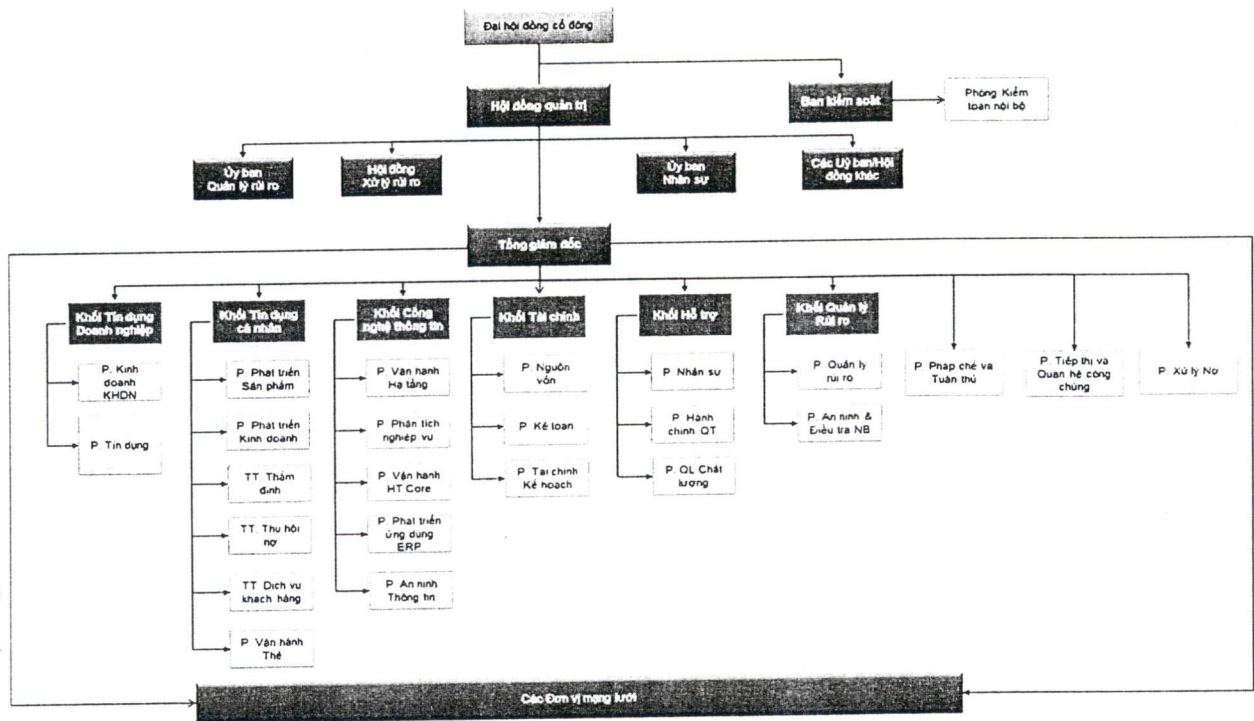 Đại hội đồng cổ đông
Hội đồng quản trị
Ban kiểm soát
Phòng Kiểm
toán nội bộ
Ủy ban
Quản lý rủi ro
Hội đồng
Xử lý rủi ro
Ủy ban
Nhân sự
Các Uỷ ban/Hội
đồng khác
Tổng giám đốc
Khối Tín dụng
Doanh nghiệp
Khối Tín dụng
cá nhân
Khối Công
nghệ thông tin
Khối Tài chính
Khối Hỗ trợ
Khối Quản lý
Rủi ro
P. Kinh
doanh
KHDN
P. Tín dụng
P. Phát triển
Sản phẩm
P. Phát triển
Kinh doanh
TT. Thẩm
định
TT. Thu hồi
nợ
TT. Dịch vụ
khách hàng
P. Vận hành
Thẻ
P. Vận hành
Hạ tầng
P. Phân tích
nghiệp vụ
P. Vận hành
HT Core
P. Phát triển
ứng dụng
ERP
P. An ninh
Thông tin
P. Nguồn
vốn
P. Kế toán
P. Tài chính
Kế hoạch
P. Nhân sự
P. Hành
chính QT
P. QL Chất
lượng
P. Quản lý
rủi ro
P. An ninh &
Điều tra NB
P. Pháp chế và
Tuân thủ
P. Tiếp thị và
Quan hệ công
chúng
P. Xử lý Nợ
Các Đơn vị mạng lưới